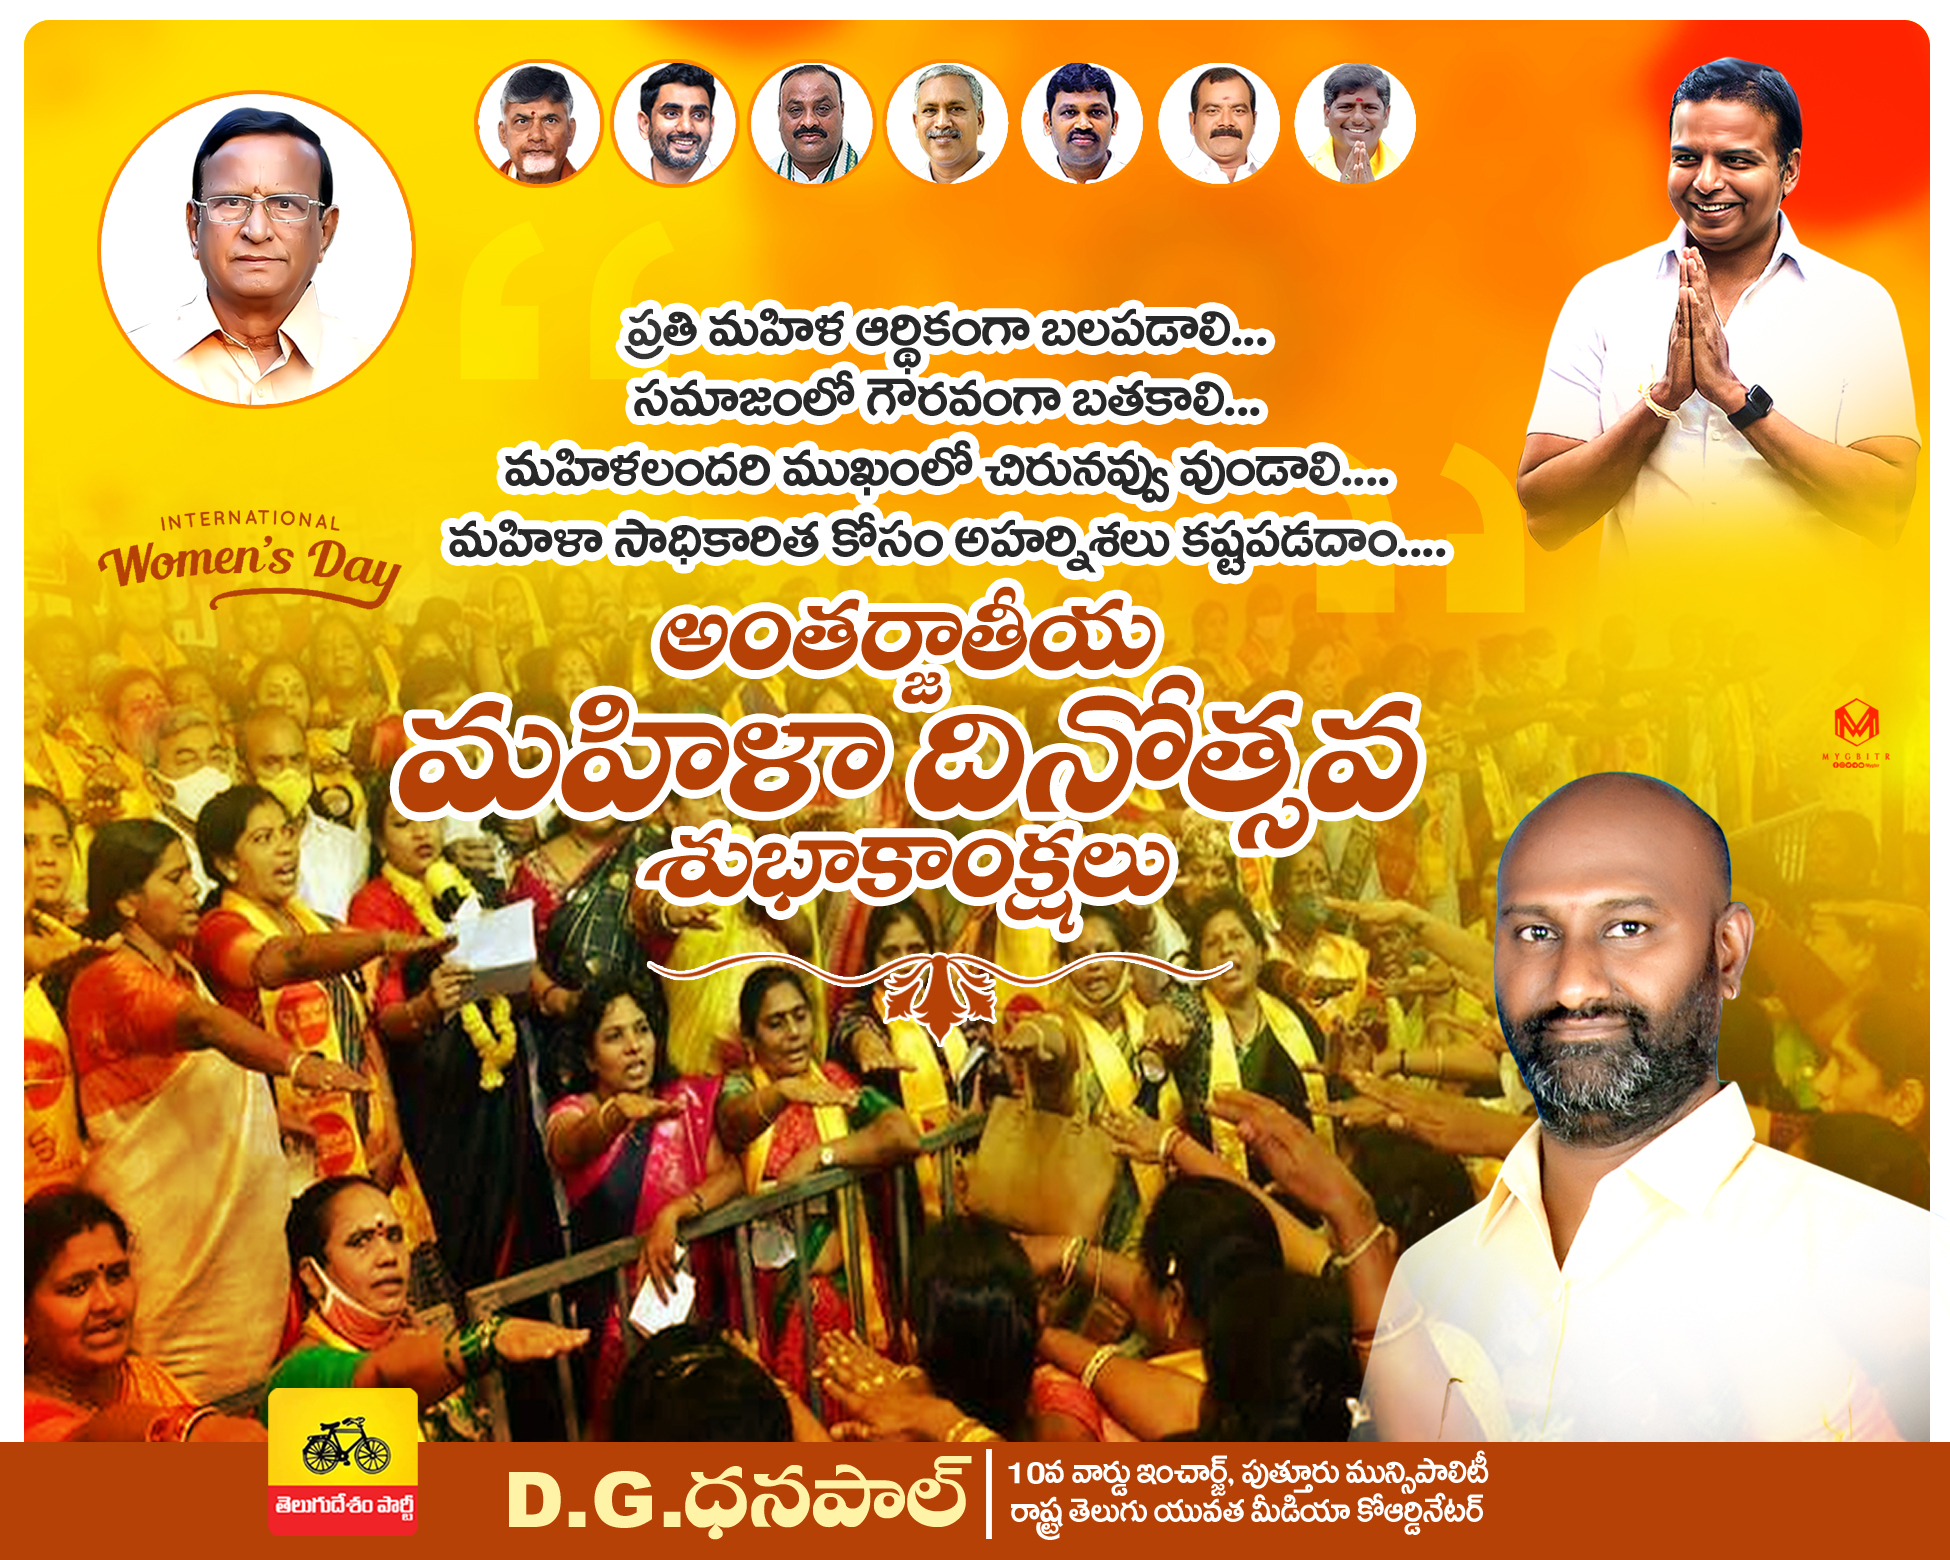 ప్రతి మహిళ ఆర్థికంగా బలపడాలి...
సమాజంలో గౌరవంగా బతకాలి...
మహిళలందరి ముఖంలో చిరునవ్వు వుండాలి....
మహిళా సాధికారిత కోసం అహర్నిశలు కష్టపడదాం....
INTERNATIONAL
Women's Day
అంతర్జాతీయ
మహిళా దినోత్సవ
శుభాకాంక్షలు
MYGBITR
తెలుగుదేశం పార్టీ
D.G.ధనపాల్
10వ వార్డు ఇంచార్జ్, పుత్తూరు మున్సిపాలిటీ
రాష్ట్ర తెలుగు యువత మీడియా కోఆర్డినేటర్